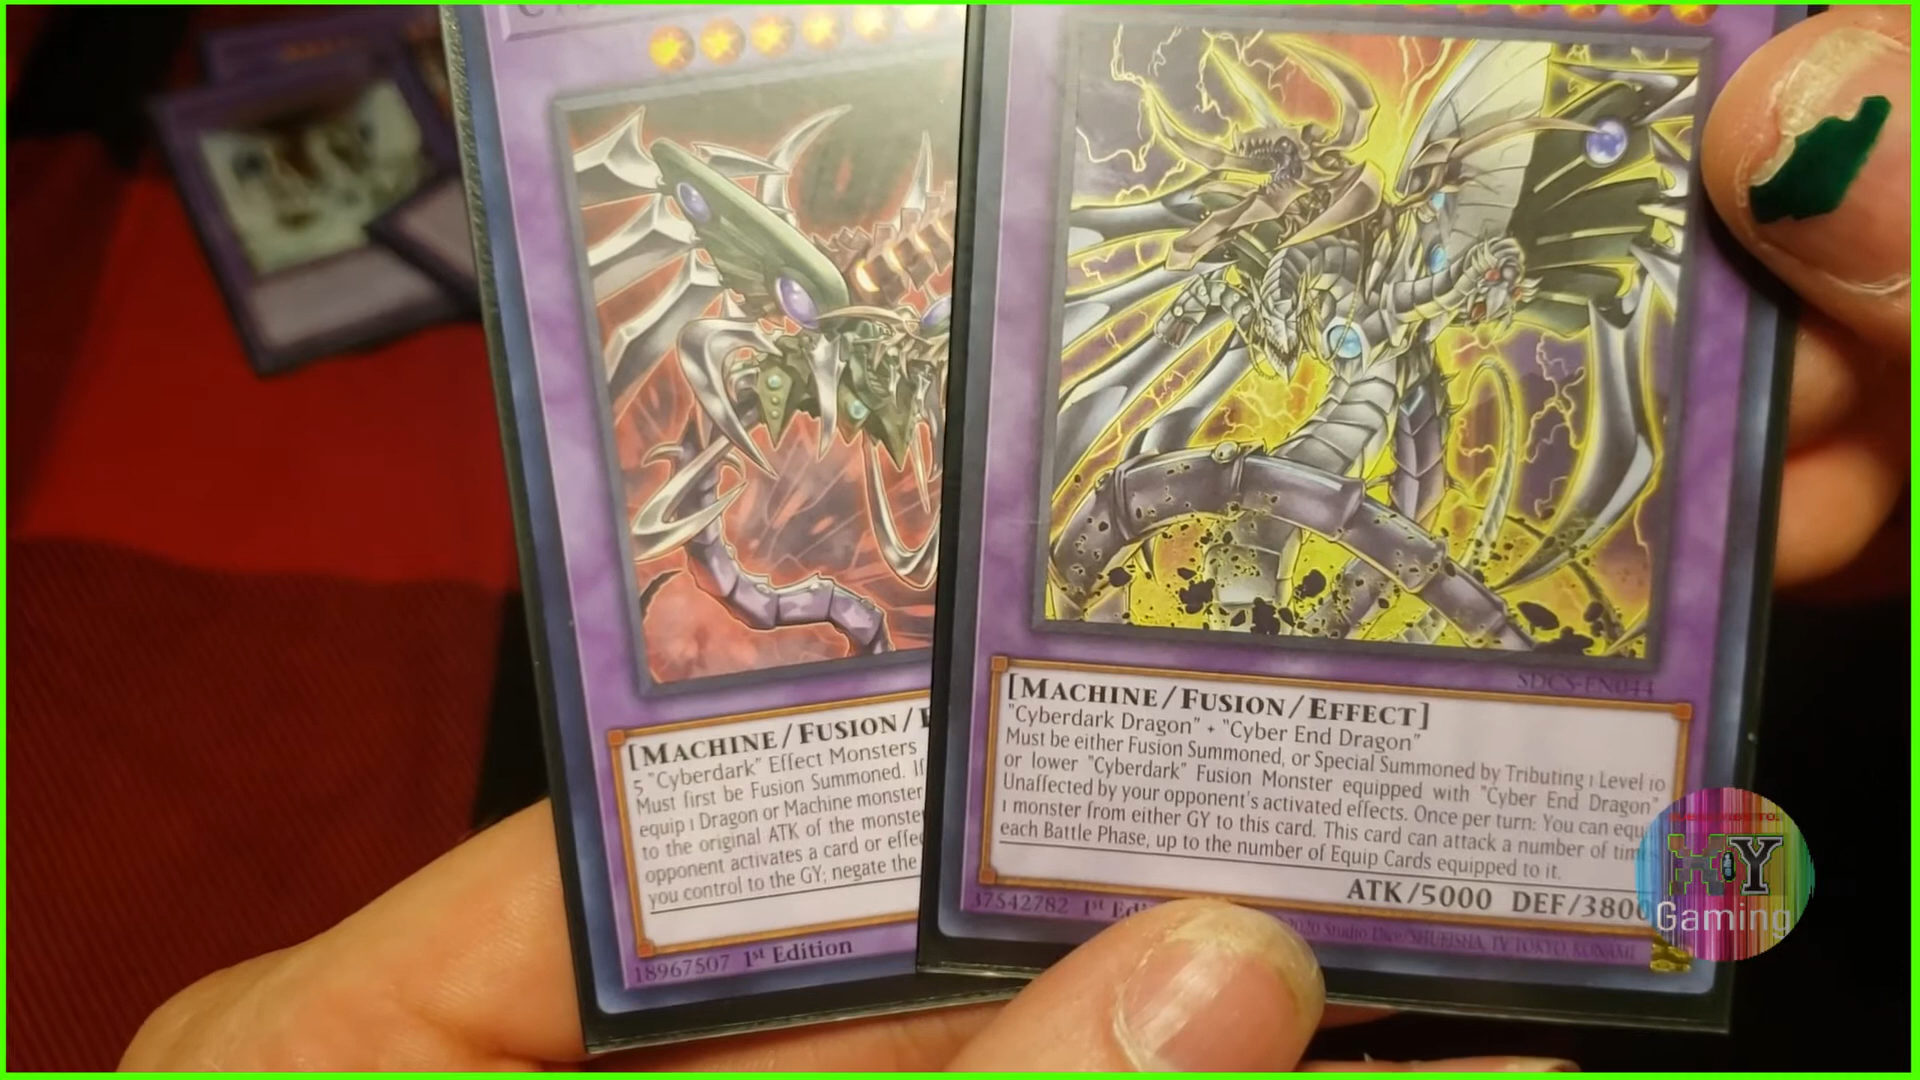 [MACHINE/FUSION/
5 "Cyberdark" Effect Monsters
Must first be Fusion Summoned. If
equip 1 Dragon or Machine monster
to the original ATK of the monster
opponent activates a card or effe
you control to the GY; negate the
18967507 1st Edition
SDCS-EN044
[MACHINE/FUSION/EFFECT]
"Cyberdark Dragon" + "Cyber End Dragon"
Must be either Fusion Summoned, or Special Summoned by Tributing 1 Level 10
or lower "Cyberdark" Fusion Monster equipped with "Cyber End Dragon"
Unaffected by your opponent's activated effects. Once per turn: You can equ
1 monster from either GY to this card. This card can attack a number of times
each Battle Phase, up to the number of Equip Cards equipped to it.
ATK/5000 DEF/3800
37542782 1st Edi
2020 Studio Dice/SHUEISHA, TV TOKYO, KONAMI
XY
Gaming